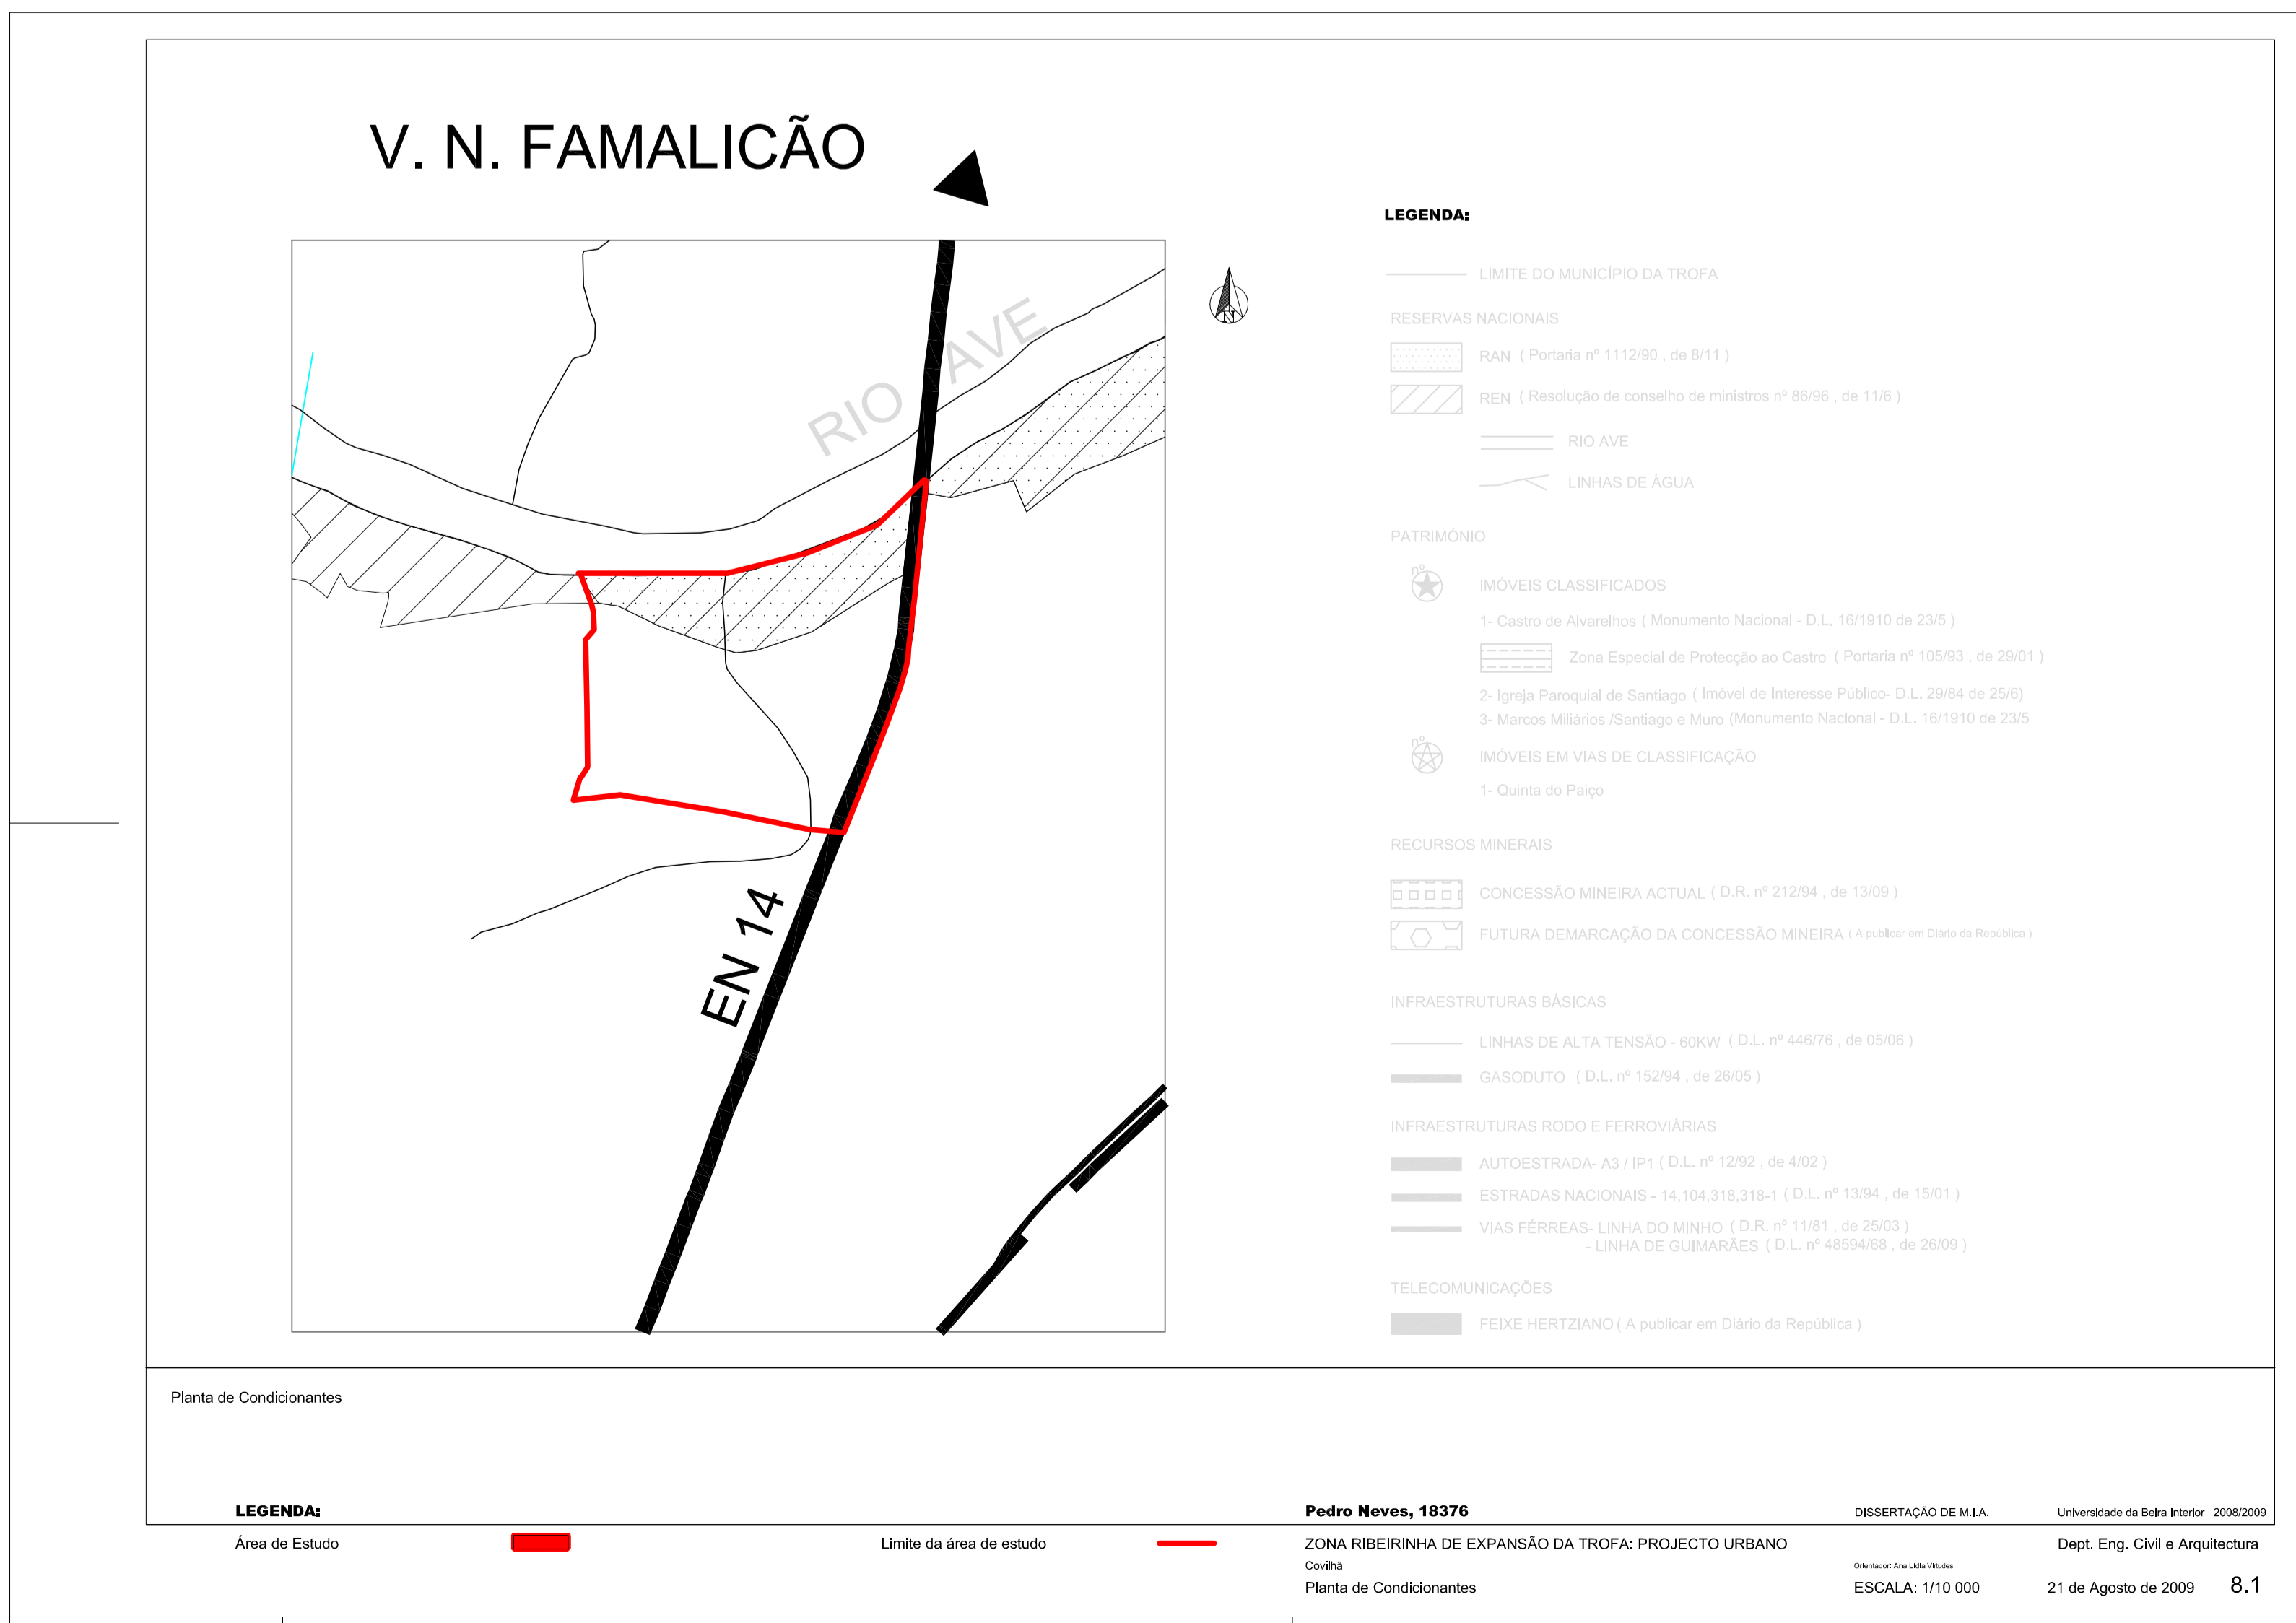 V. N. FAMALICÃO
RIO AVE
N
EN 14
LEGENDA:
LIMITE DO MUNICÍPIO DA TROFA
RESERVAS NACIONAIS
RAN ( Portaria nº 1112/90 , de 8/11 )
REN ( Resolução de conselho de ministros nº 86/96 , de 11/6 )
RIO AVE
LINHAS DE ÁGUA
PATRIMÓNIO
nº
IMÓVEIS CLASSIFICADOS
1- Castro de Alvarelhos ( Monumento Nacional - D.L. 16/1910 de 23/5 )
Zona Especial de Protecção ao Castro ( Portaria nº 105/93 , de 29/01 )
2- Igreja Paroquial de Santiago ( Imóvel de Interesse Público- D.L. 29/84 de 25/6)
3- Marcos Miliários /Santiago e Muro (Monumento Nacional - D.L. 16/1910 de 23/5
nº
IMÓVEIS EM VIAS DE CLASSIFICAÇÃO
1- Quinta do Paiço
RECURSOS MINERAIS
CONCESSÃO MINEIRA ACTUAL ( D.R. nº 212/94 , de 13/09 )
FUTURA DEMARCAÇÃO DA CONCESSÃO MINEIRA ( A publicar em Diário da República )
INFRAESTRUTURAS BÁSICAS
LINHAS DE ALTA TENSÃO - 60KW ( D.L. nº 446/76 , de 05/06 )
GASODUTO ( D.L. nº 152/94 , de 26/05 )
INFRAESTRUTURAS RODO E FERROVIÁRIAS
AUTOESTRADA- A3 / IP1 ( D.L. nº 12/92 , de 4/02 )
ESTRADAS NACIONAIS - 14,104,318,318-1 ( D.L. nº 13/94 , de 15/01 )
VIAS FÉRREAS- LINHA DO MINHO ( D.R. nº 11/81 , de 25/03 )
- LINHA DE GUIMARÃES ( D.L. nº 48594/68 , de 26/09 )
TELECOMUNICAÇÕES
FEIXE HERTZIANO ( A publicar em Diário da República )
Planta de Condicionantes
LEGENDA:
Área de Estudo
Limite da área de estudo
Pedro Neves, 18376
DISSERTAÇÃO DE M.I.A.
Universidade da Beira Interior 2008/2009
ZONA RIBEIRINHA DE EXPANSÃO DA TROFA: PROJECTO URBANO
Dept. Eng. Civil e Arquitectura
Covilhã
Orientador: Ana Lídia Virtudes
Planta de Condicionantes
ESCALA: 1/10 000
21 de Agosto de 2009
8.1